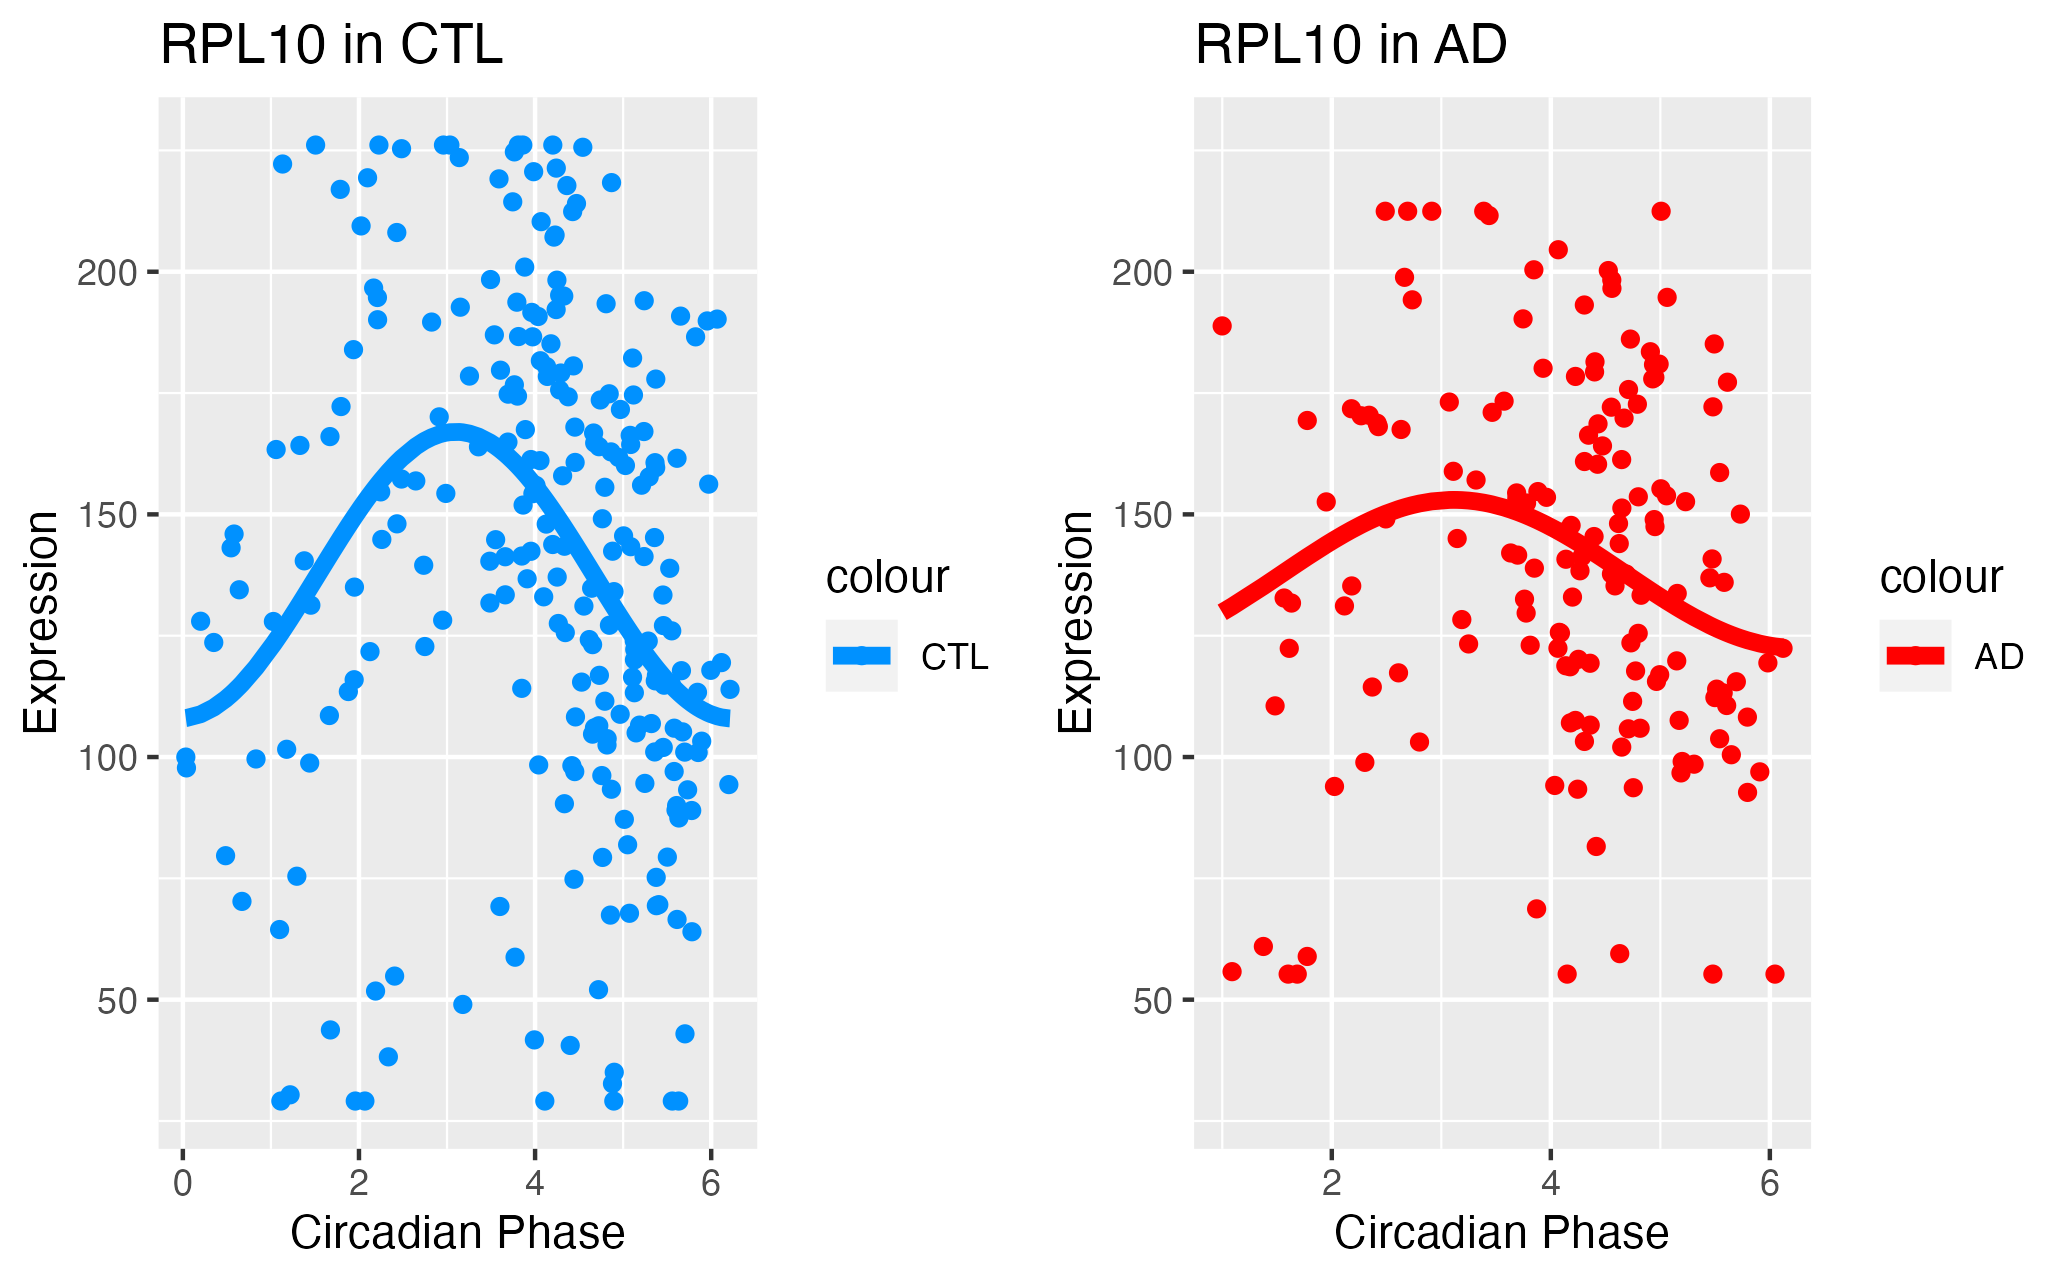 RPL10 in CTL
200
150
100
50
0 2 4 6
Expression
Circadian Phase
colour
CTL
RPL10 in AD
200
150
100
50
2 4 6
Expression
Circadian Phase
colour
AD